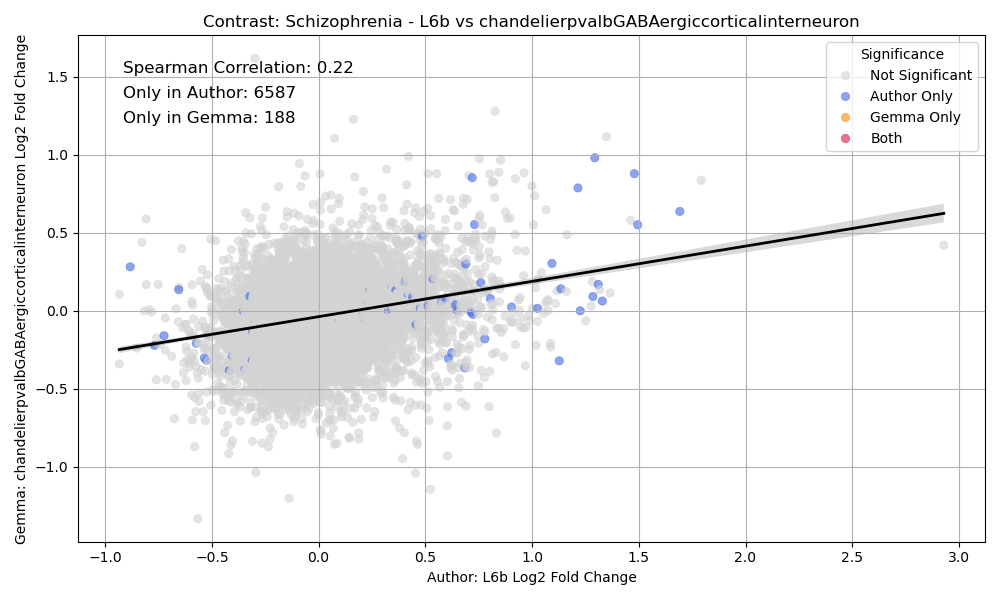 Contrast: Schizophrenia - L6b vs chandelierpvalbGABAergiccorticalinterneuron
Spearman Correlation: 0.22
Only in Author: 6587
Only in Gemma: 188
Significance
Not Significant
Author Only
Gemma Only
Both
Gemma: chandelierpvalbGABAergiccorticalinterneuron Log2 Fold Change
1.5
1.0
0.5
0.0
−0.5
−1.0
−1.0 −0.5 0.0 0.5 1.0 1.5 2.0 2.5 3.0
Author: L6b Log2 Fold Change